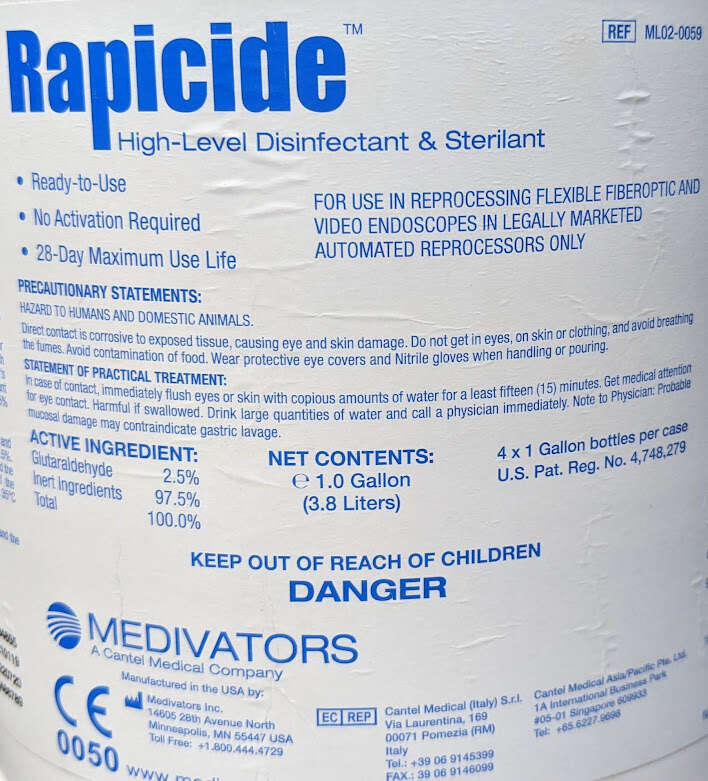 Rapicide™
REF ML02-0059
High-Level Disinfectant & Sterilant
• Ready-to-Use
• No Activation Required
• 28-Day Maximum Use Life
FOR USE IN REPROCESSING FLEXIBLE FIBEROPTIC AND
VIDEO ENDOSCOPES IN LEGALLY MARKETED
AUTOMATED REPROCESSORS ONLY
PRECAUTIONARY STATEMENTS:
HAZARD TO HUMANS AND DOMESTIC ANIMALS.
Direct contact is corrosive to exposed tissue, causing eye and skin damage. Do not get in eyes, on skin or clothing, and avoid breathing
the fumes. Avoid contamination of food. Wear protective eye covers and Nitrile gloves when handling or pouring.
STATEMENT OF PRACTICAL TREATMENT:
In case of contact, immediately flush eyes or skin with copious amounts of water for a least fifteen (15) minutes. Get medical attention
for eye contact. Harmful if swallowed. Drink large quantities of water and call a physician immediately. Note to Physician: Probable
mucosal damage may contraindicate gastric lavage.
ACTIVE INGREDIENT:
Glutaraldehyde 2.5%
Inert ingredients 97.5%
Total 100.0%
NET CONTENTS:
℮ 1.0 Gallon
(3.8 Liters)
4 x 1 Gallon bottles per case
U.S. Pat. Reg. No. 4,748,279
KEEP OUT OF REACH OF CHILDREN
DANGER
MEDIVATORS
A Cantel Medical Company
Manufactured in the USA by:
Medivators Inc.
14605 28th Avenue North
Minneapolis, MN 55447 USA
Toll Free: +1.800.444.4729
CE
0050
EC REP
Cantel Medical (Italy) S.r.l.
Via Laurentina, 169
00071 Pomezia (RM)
Italy
Tel.: +39 06 9145399
FAX.: 39 06 9146099
Cantel Medical Asia/Pacific Pte. Ltd.
1A International Business Park
#05-01 Singapore 609933
Tel: +65.6227.9698